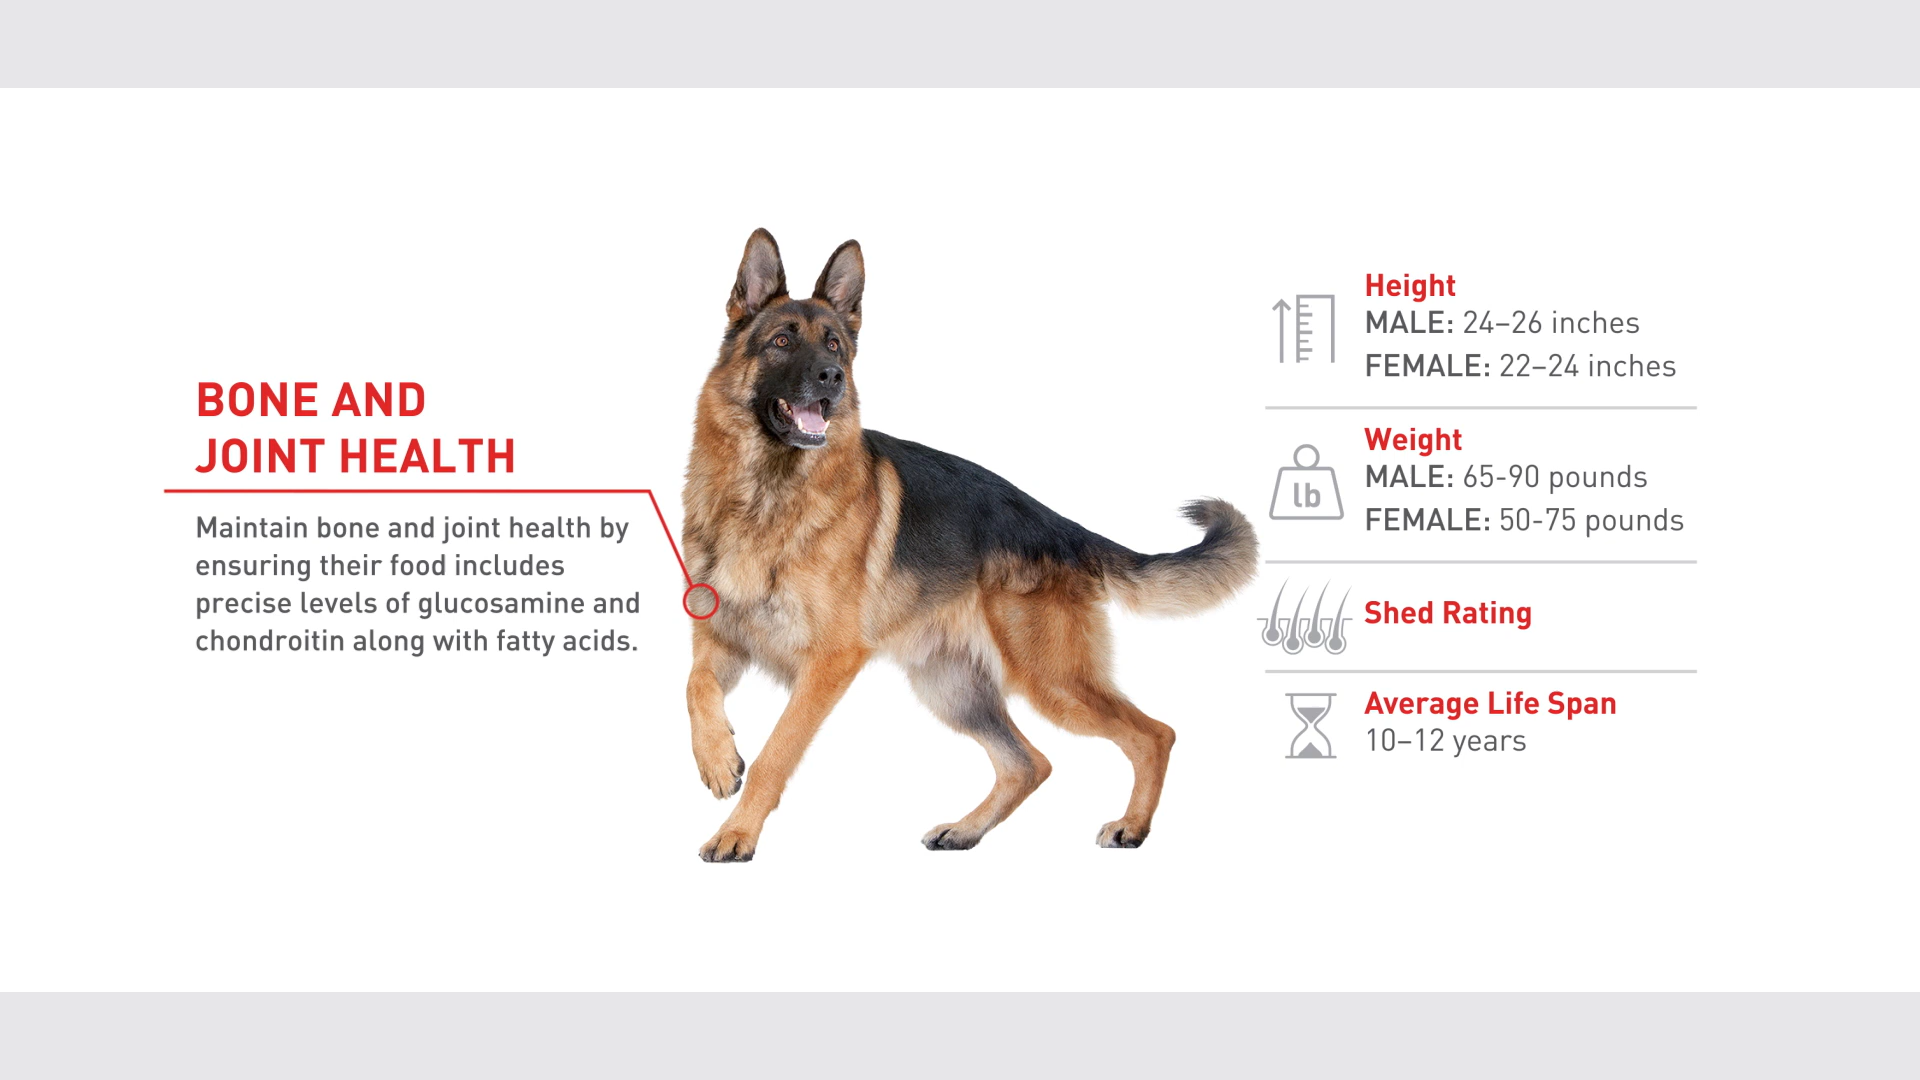 BONE AND
JOINT HEALTH
Maintain bone and joint health by
ensuring their food includes
precise levels of glucosamine and
chondroitin along with fatty acids.
Height
MALE: 24–26 inches
FEMALE: 22–24 inches
lb
Weight
MALE: 65-90 pounds
FEMALE: 50-75 pounds
Shed Rating
Average Life Span
10–12 years